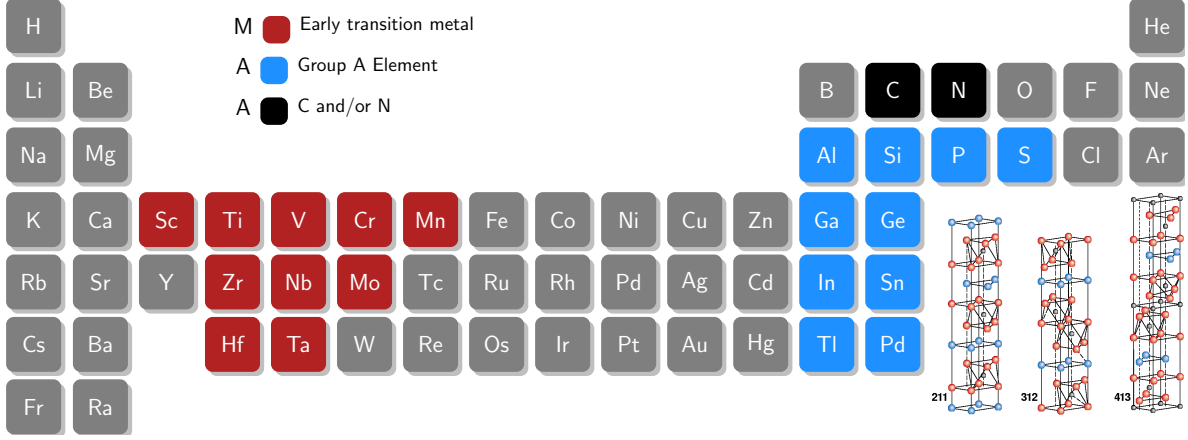 H He
M Early transition metal
A Group A Element
A C and/or N
Li Be B C N O F Ne
Na Mg Al Si P S Cl Ar
K Ca Sc Ti V Cr Mn Fe Co Ni Cu Zn Ga Ge
Rb Sr Y Zr Nb Mo Tc Ru Rh Pd Ag Cd In Sn
Cs Ba Hf Ta W Re Os Ir Pt Au Hg Tl Pd
Fr Ra
211 312 413